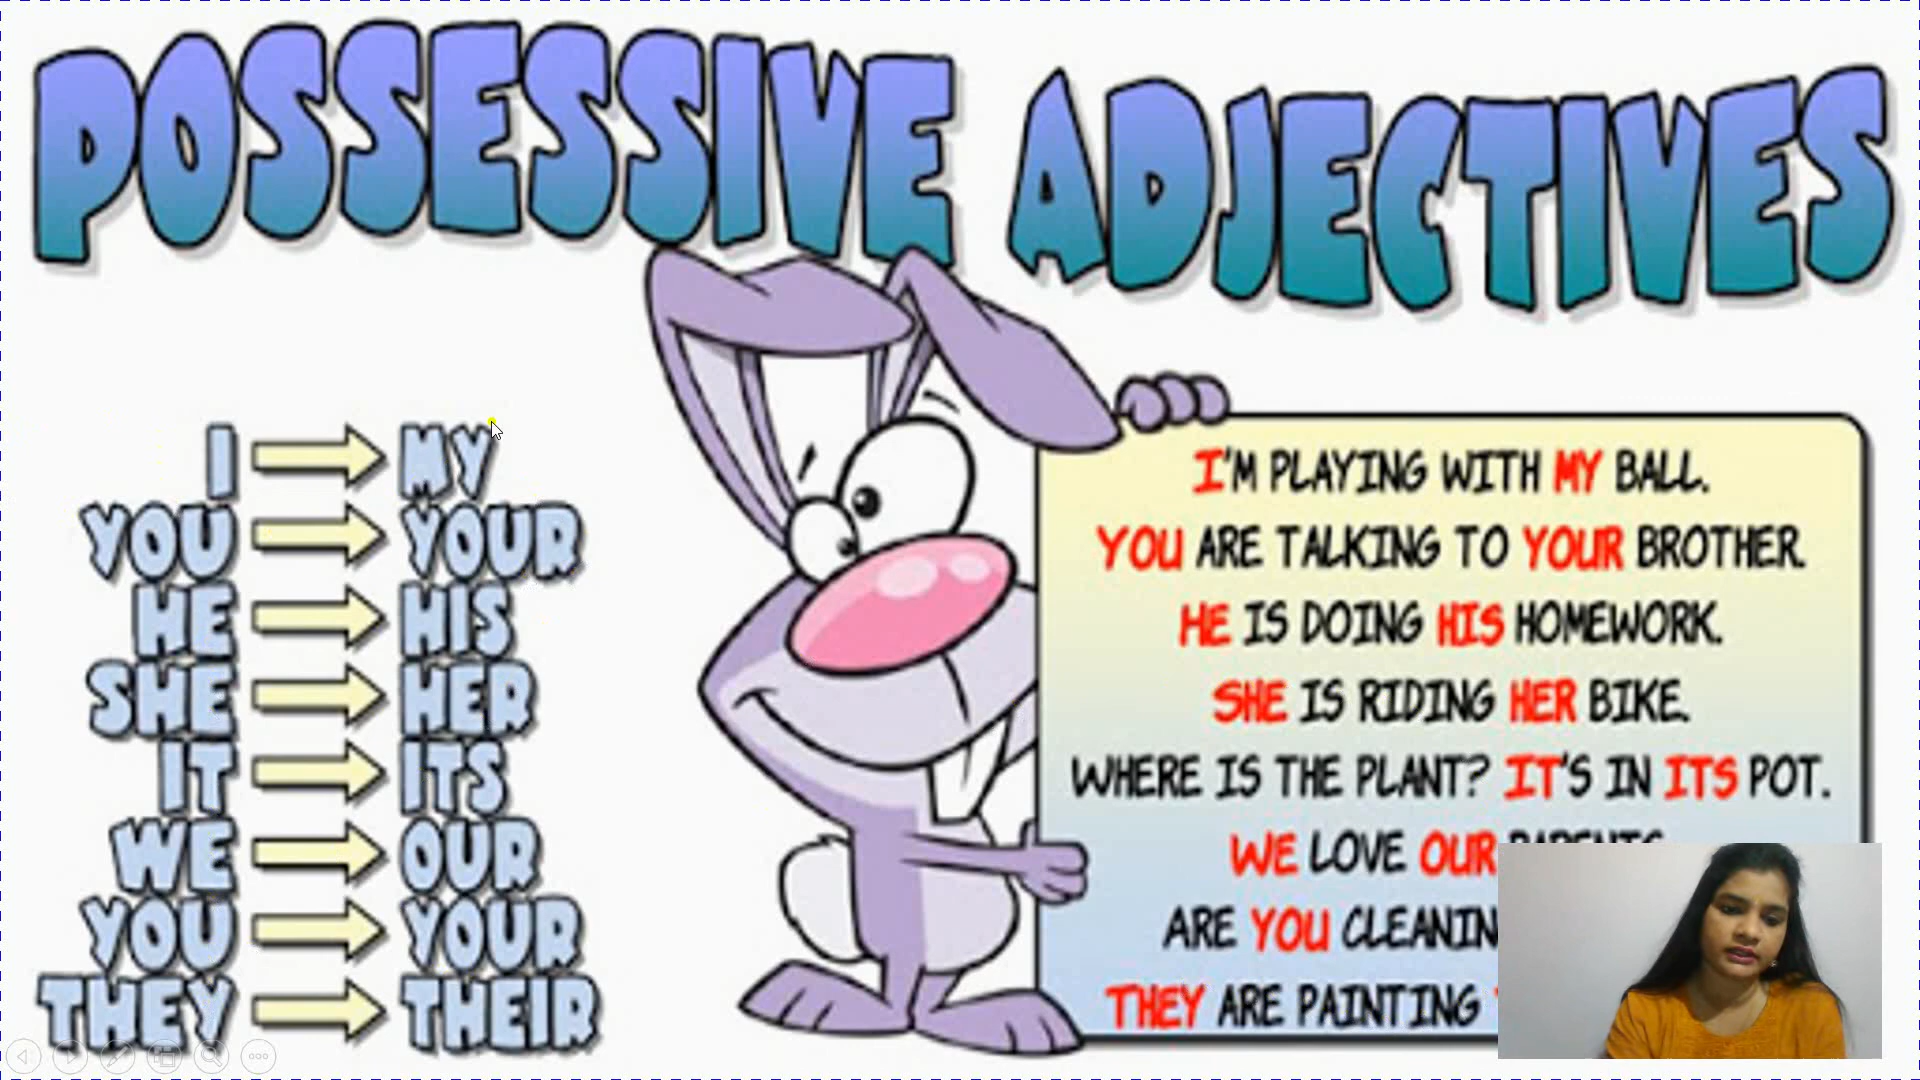 POSSESSIVE ADJECTIVES
I MY
YOU YOUR
HE HIS
SHE HER
IT ITS
WE OUR
YOU YOUR
THEY THEIR
I'M PLAYING WITH MY BALL.
YOU ARE TALKING TO YOUR BROTHER.
HE IS DOING HIS HOMEWORK.
SHE IS RIDING HER BIKE.
WHERE IS THE PLANT? IT'S IN ITS POT.
WE LOVE OUR
ARE YOU
THEY ARE PAINTING